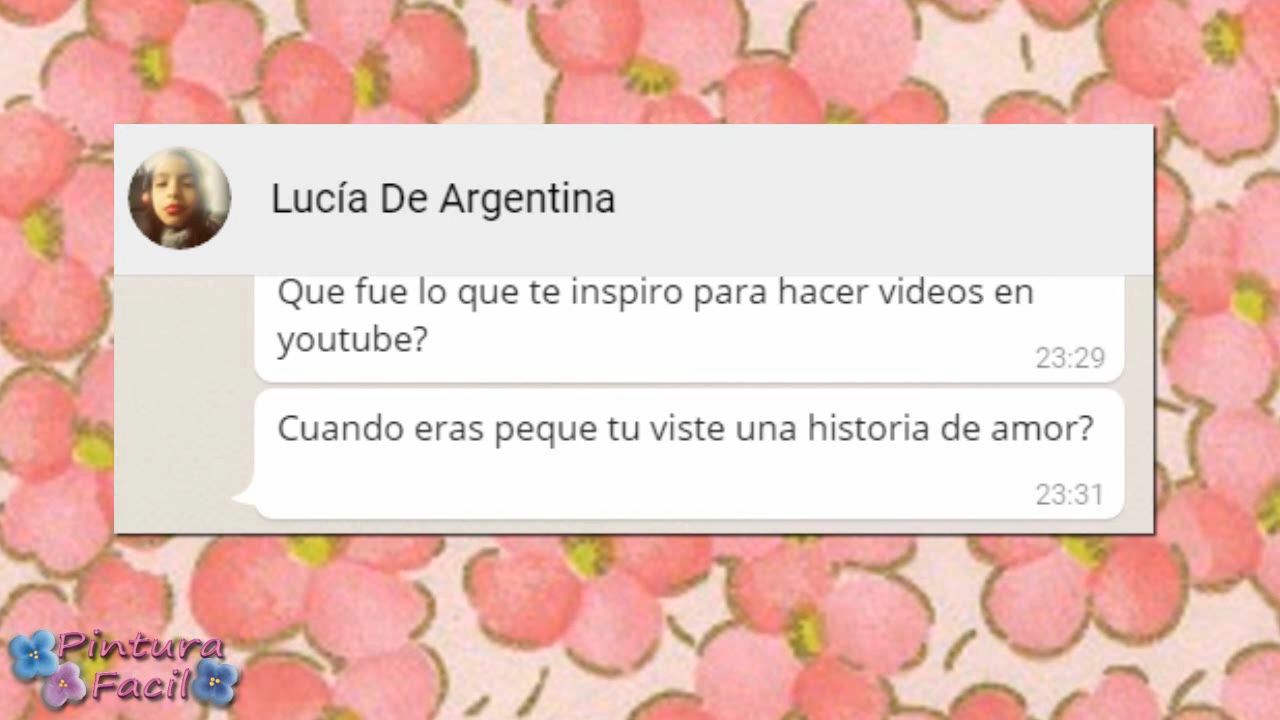 Lucía De Argentina
Que fue lo que te inspiro para hacer videos en
youtube?
23:29
Cuando eras peque tu viste una historia de amor?
23:31
Pintura
Facil